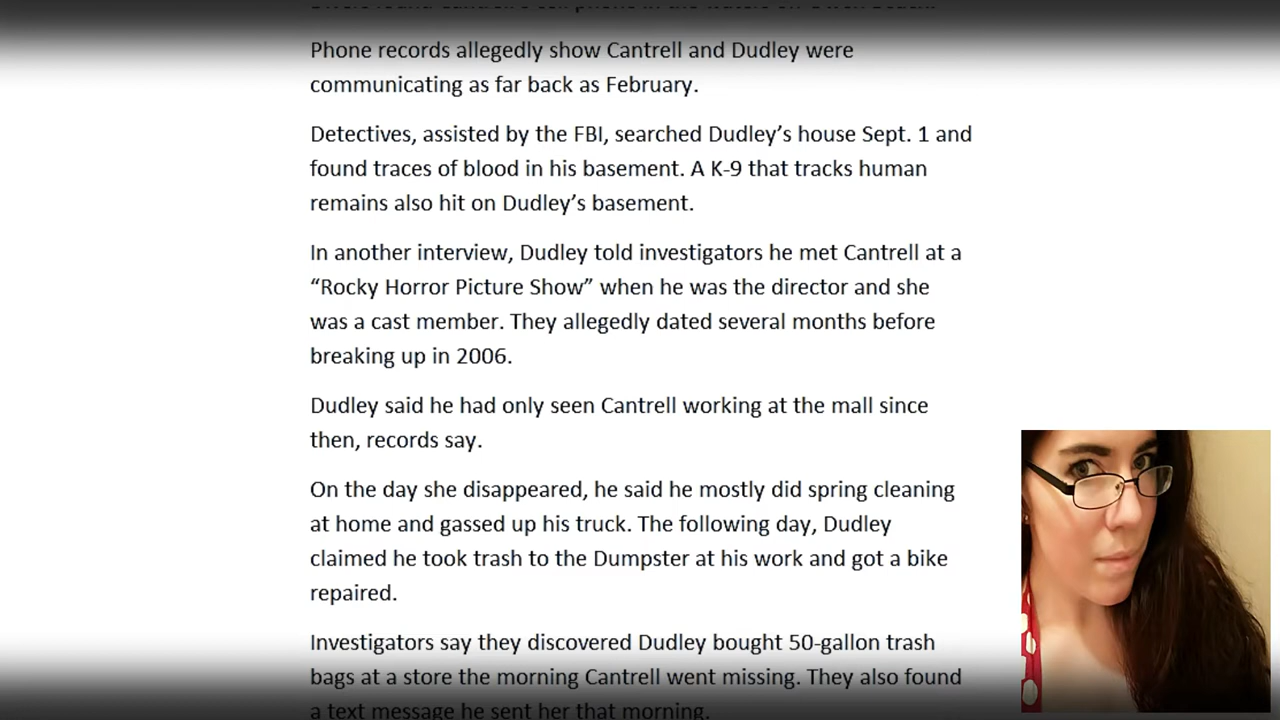 Phone records allegedly show Cantrell and Dudley were
communicating as far back as February.
Detectives, assisted by the FBI, searched Dudley’s house Sept. 1 and
found traces of blood in his basement. A K-9 that tracks human
remains also hit on Dudley’s basement.
In another interview, Dudley told investigators he met Cantrell at a
“Rocky Horror Picture Show” when he was the director and she
was a cast member. They allegedly dated several months before
breaking up in 2006.
Dudley said he had only seen Cantrell working at the mall since
then, records say.
On the day she disappeared, he said he mostly did spring cleaning
at home and gassed up his truck. The following day, Dudley
claimed he took trash to the Dumpster at his work and got a bike
repaired.
Investigators say they discovered Dudley bought 50-gallon trash
bags at a store the morning Cantrell went missing. They also found
a text message he sent her that morning.